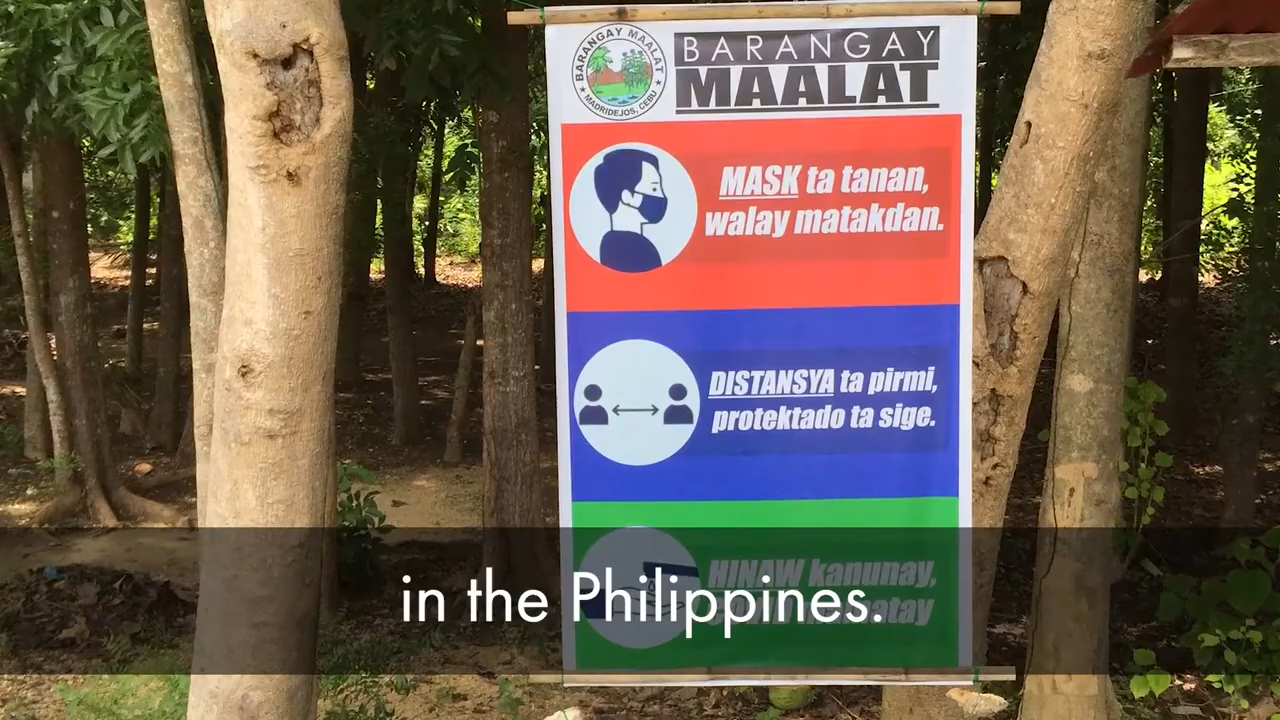 BARANGAY MAALAT
MADRIDEJOS, CEBU
BARANGAY
MAALAT
MASK ta tanan,
walay matakdan.
DISTANSYA ta pirmi,
protektado ta sige.
HINAW kanunay,
in the Philippines.